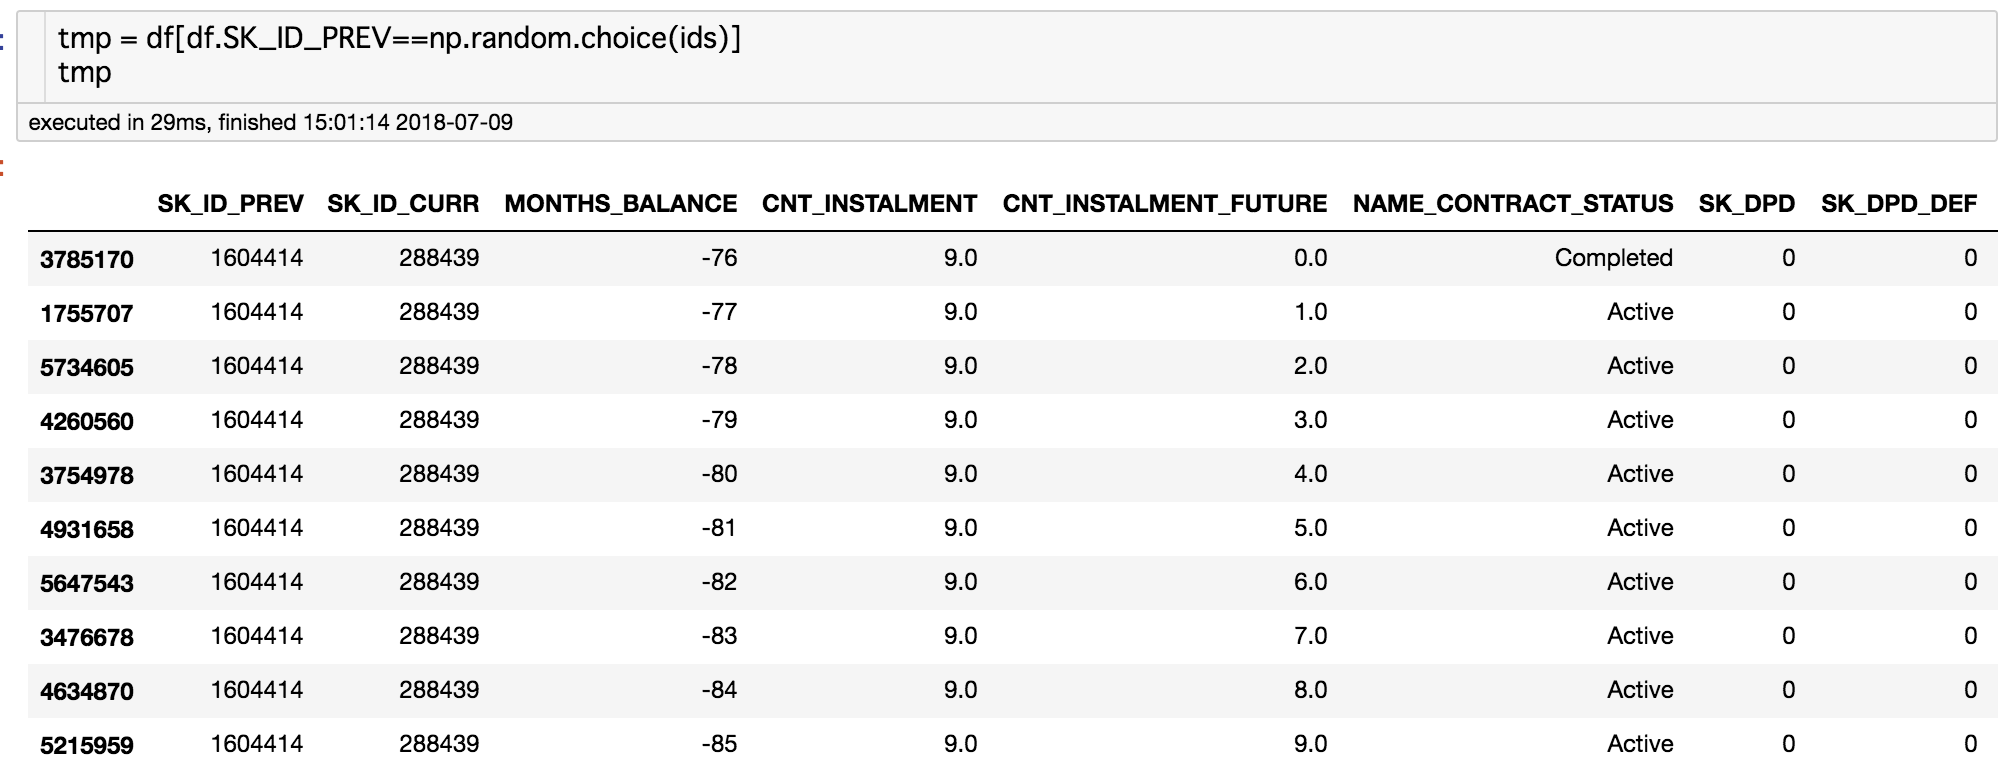 tmp = df[df.SK_ID_PREV==np.random.choice(ids)]
tmp
executed in 29ms, finished 15:01:14 2018-07-09
SK_ID_PREV SK_ID_CURR MONTHS_BALANCE CNT_INSTALMENT CNT_INSTALMENT_FUTURE NAME_CONTRACT_STATUS SK_DPD SK_DPD_DEF
3785170 1604414 288439 -76 9.0 0.0 Completed 0 0
1755707 1604414 288439 -77 9.0 1.0 Active 0 0
5734605 1604414 288439 -78 9.0 2.0 Active 0 0
4260560 1604414 288439 -79 9.0 3.0 Active 0 0
3754978 1604414 288439 -80 9.0 4.0 Active 0 0
4931658 1604414 288439 -81 9.0 5.0 Active 0 0
5647543 1604414 288439 -82 9.0 6.0 Active 0 0
3476678 1604414 288439 -83 9.0 7.0 Active 0 0
4634870 1604414 288439 -84 9.0 8.0 Active 0 0
5215959 1604414 288439 -85 9.0 9.0 Active 0 0